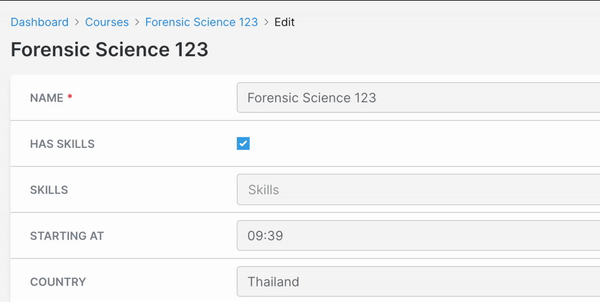 Dashboard > Courses > Forensic Science 123 > Edit
Forensic Science 123
NAME * Forensic Science 123
HAS SKILLS
SKILLS Skills
STARTING AT 09:39
COUNTRY Thailand